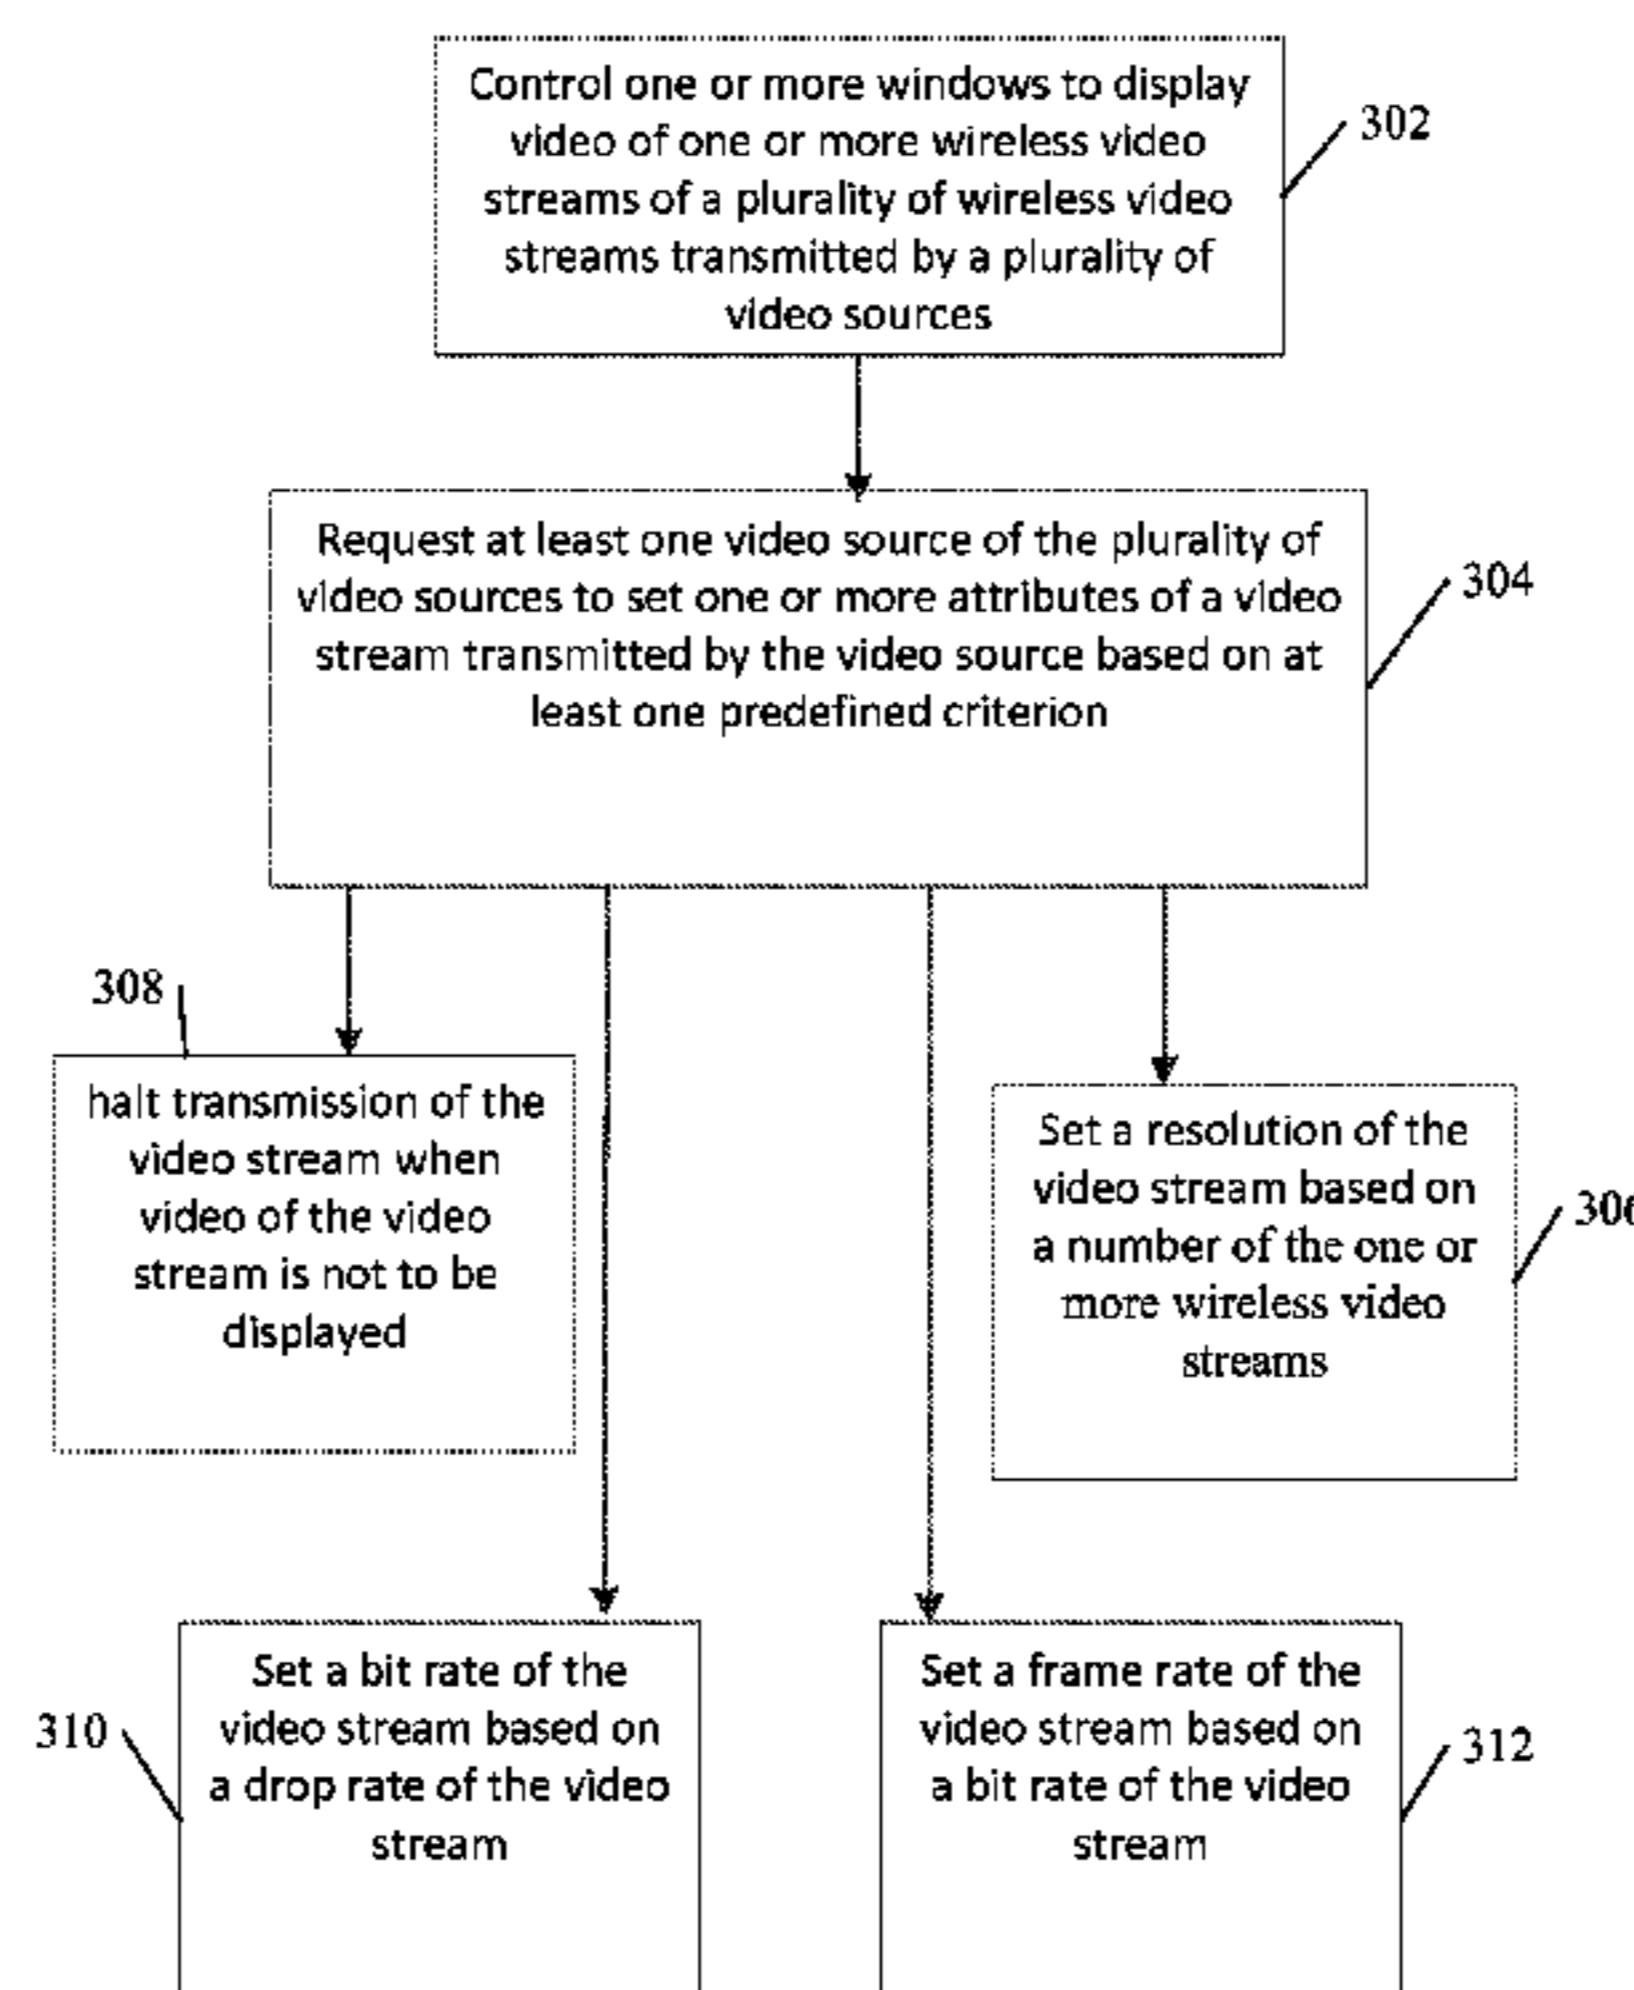 Control one or more windows to display
video of one or more wireless video
streams of a plurality of wireless video
streams transmitted by a plurality of
video sources
302
Request at least one video source of the plurality of
video sources to set one or more attributes of a video
stream transmitted by the video source based on at
least one predefined criterion
304
308
halt transmission of the
video stream when
video of the video
stream is not to be
displayed
Set a resolution of the
video stream based on
a number of the one or
more wireless video
streams
306
310
Set a bit rate of the
video stream based on
a drop rate of the video
stream
Set a frame rate of the
video stream based on
a bit rate of the video
stream
312